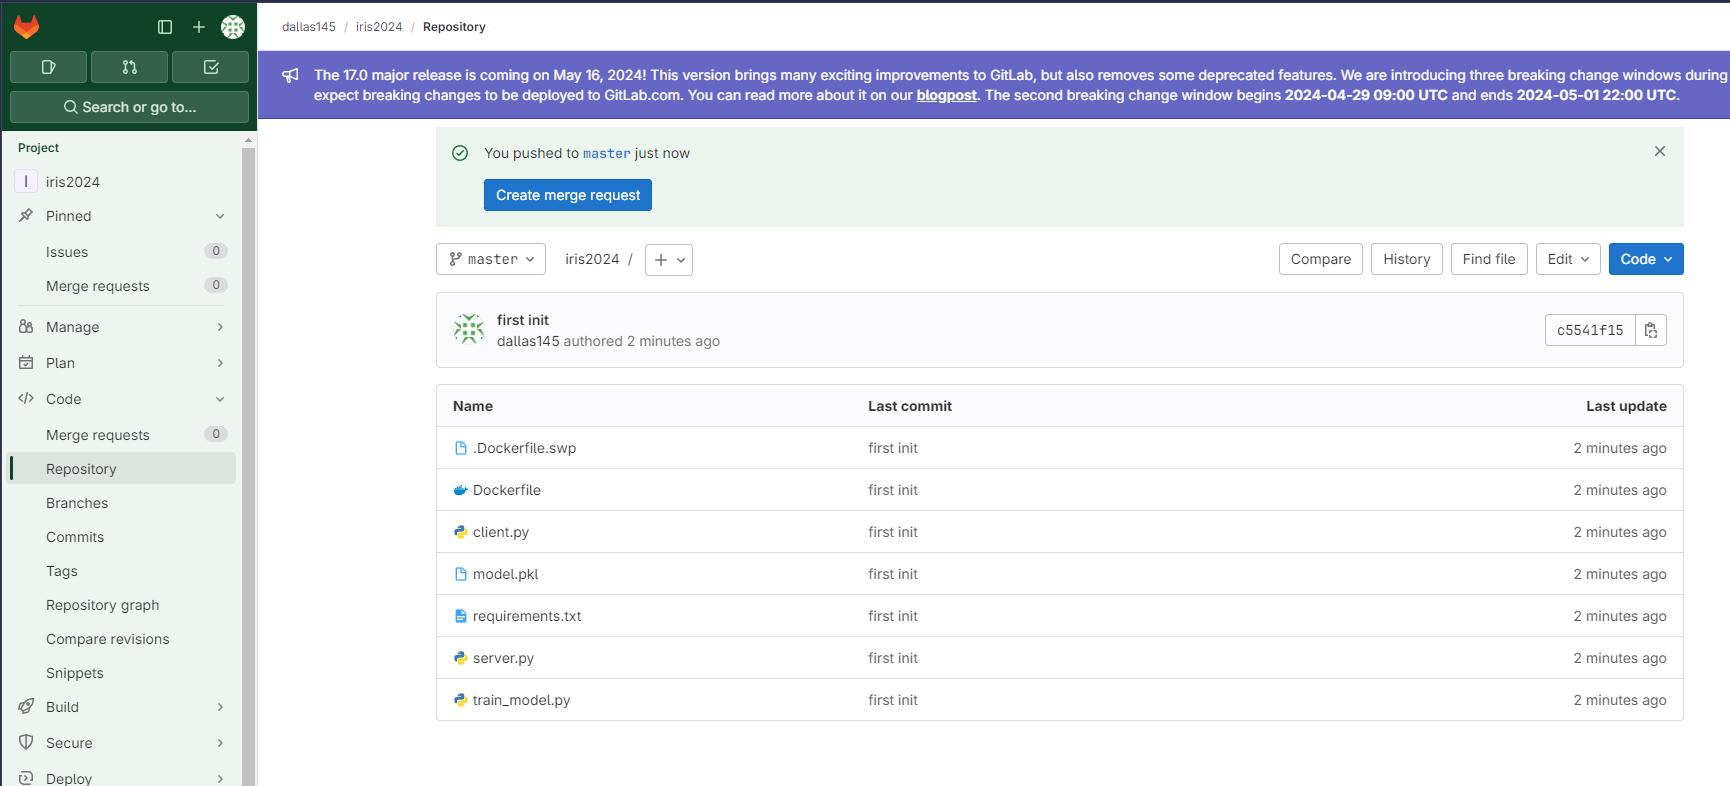 dallas145 / iris2024 / Repository
Search or go to...
The 17.0 major release is coming on May 16, 2024! This version brings many exciting improvements to GitLab, but also removes some deprecated features. We are introducing three breaking change windows during
expect breaking changes to be deployed to GitLab.com. You can read more about it on our blogpost. The second breaking change window begins 2024-04-29 09:00 UTC and ends 2024-05-01 22:00 UTC.
Project
I iris2024
Pinned
Issues 0
Merge requests 0
Manage
Plan
Code
Merge requests 0
Repository
Branches
Commits
Tags
Repository graph
Compare revisions
Snippets
Build
Secure
Deploy
You pushed to master just now
Create merge request
master iris2024 / +
Compare History Find file Edit Code
first init
dallas145 authored 2 minutes ago
c5541f15
Name Last commit Last update
.Dockerfile.swp first init 2 minutes ago
Dockerfile first init 2 minutes ago
client.py first init 2 minutes ago
model.pkl first init 2 minutes ago
requirements.txt first init 2 minutes ago
server.py first init 2 minutes ago
train_model.py first init 2 minutes ago